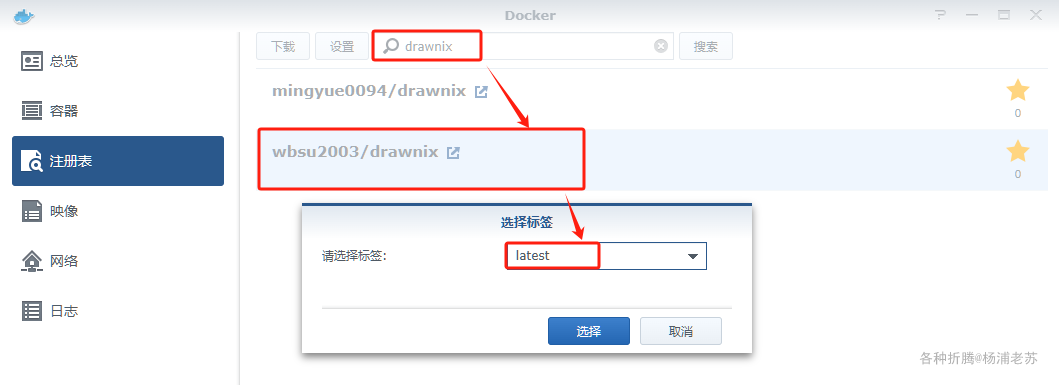 Docker
总览
容器
注册表
映像
网络
日志
下载 设置 drawnix 搜索
mingyue0094/drawnix
0
wbsu2003/drawnix
0
选择标签
请选择标签: latest
选择 取消
各种折腾@杨浦老苏